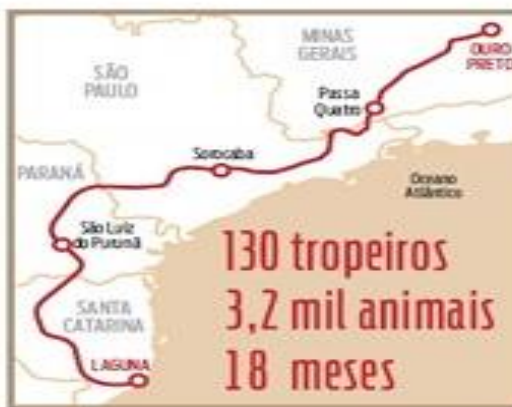 MINAS
GERAIS
OURO
PRETO
SÃO
PAULO
Passa
Quatro
Sorocaba
PARANÁ
Oceano
Atlântico
São Luiz
do Purunã
130 tropeiros
3,2 mil animais
SANTA
CATARINA
LAGUNA
18 meses